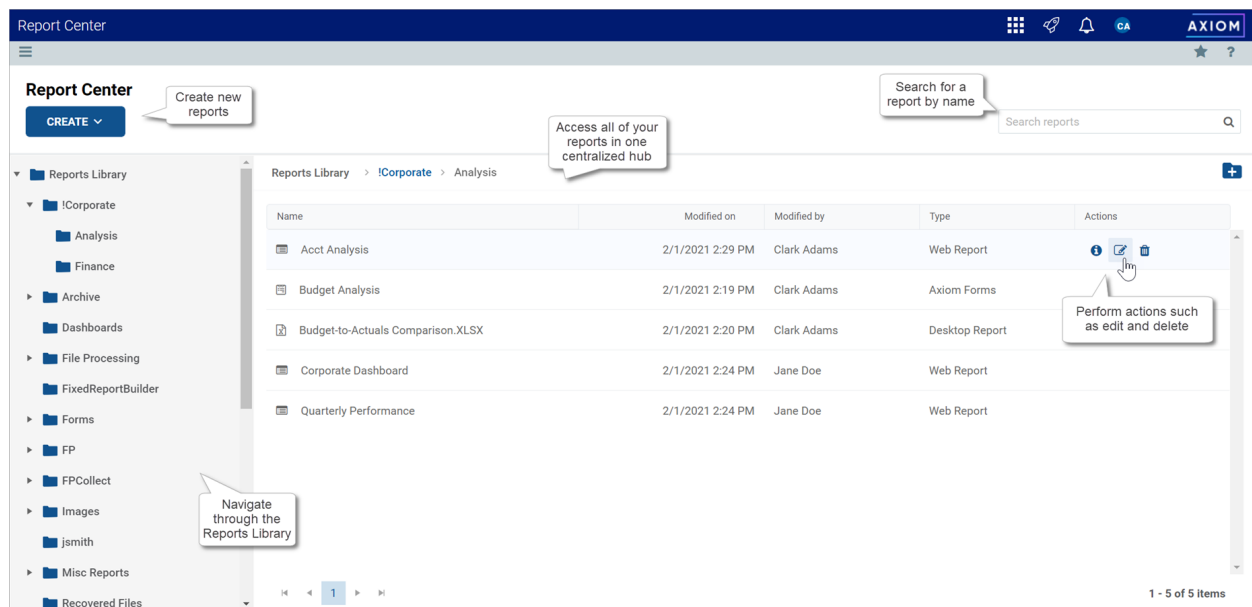 Report Center
CA
AXIOM
?
Report Center
CREATE
Create new
reports
Search for a
report by name
Search reports
Access all of your
reports in one
centralized hub
Reports Library
!Corporate
Analysis
Finance
Archive
Dashboards
File Processing
FixedReportBuilder
Forms
FP
FPCollect
Images
jsmith
Misc Reports
Recovered Files
Navigate
through the
Reports Library
Reports Library > !Corporate > Analysis
Name Modified on Modified by Type Actions
Acct Analysis 2/1/2021 2:29 PM Clark Adams Web Report
Budget Analysis 2/1/2021 2:19 PM Clark Adams Axiom Forms
Budget-to-Actuals Comparison.XLSX 2/1/2021 2:20 PM Clark Adams Desktop Report
Corporate Dashboard 2/1/2021 2:24 PM Jane Doe Web Report
Quarterly Performance 2/1/2021 2:24 PM Jane Doe Web Report
Perform actions such
as edit and delete
1
1 - 5 of 5 items